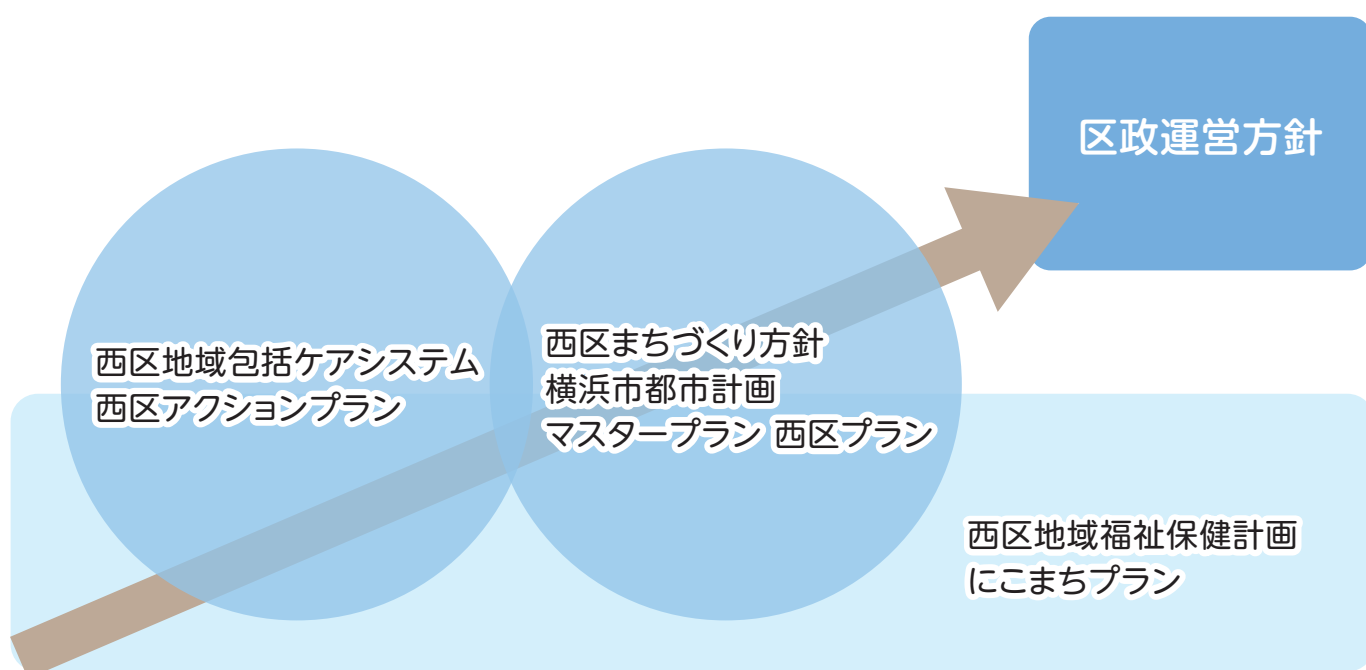 区政運営方針
西区地域包括ケアシステム
西区アクションプラン
西区まちづくり方針
横浜市都市計画
マスタープラン 西区プラン
西区地域福祉保健計画
にこまちプラン